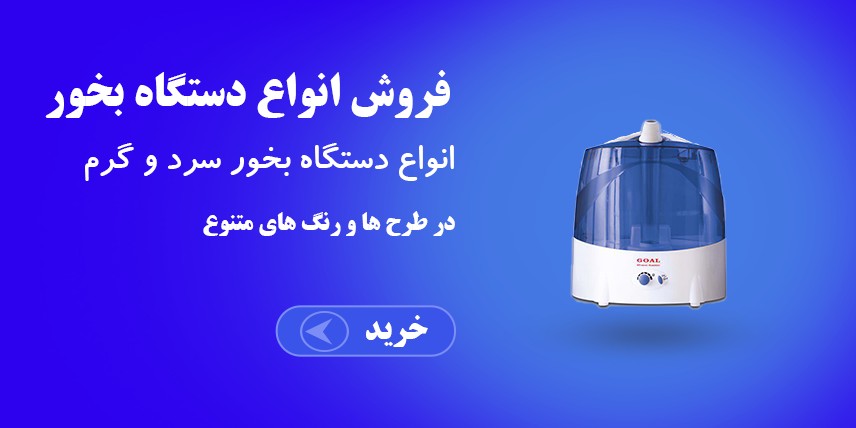 فروش انواع دستگاه بخور
انواع دستگاه بخور سرد و گرم
در طرح ها و رنگ های متنوع
خرید
GOAL